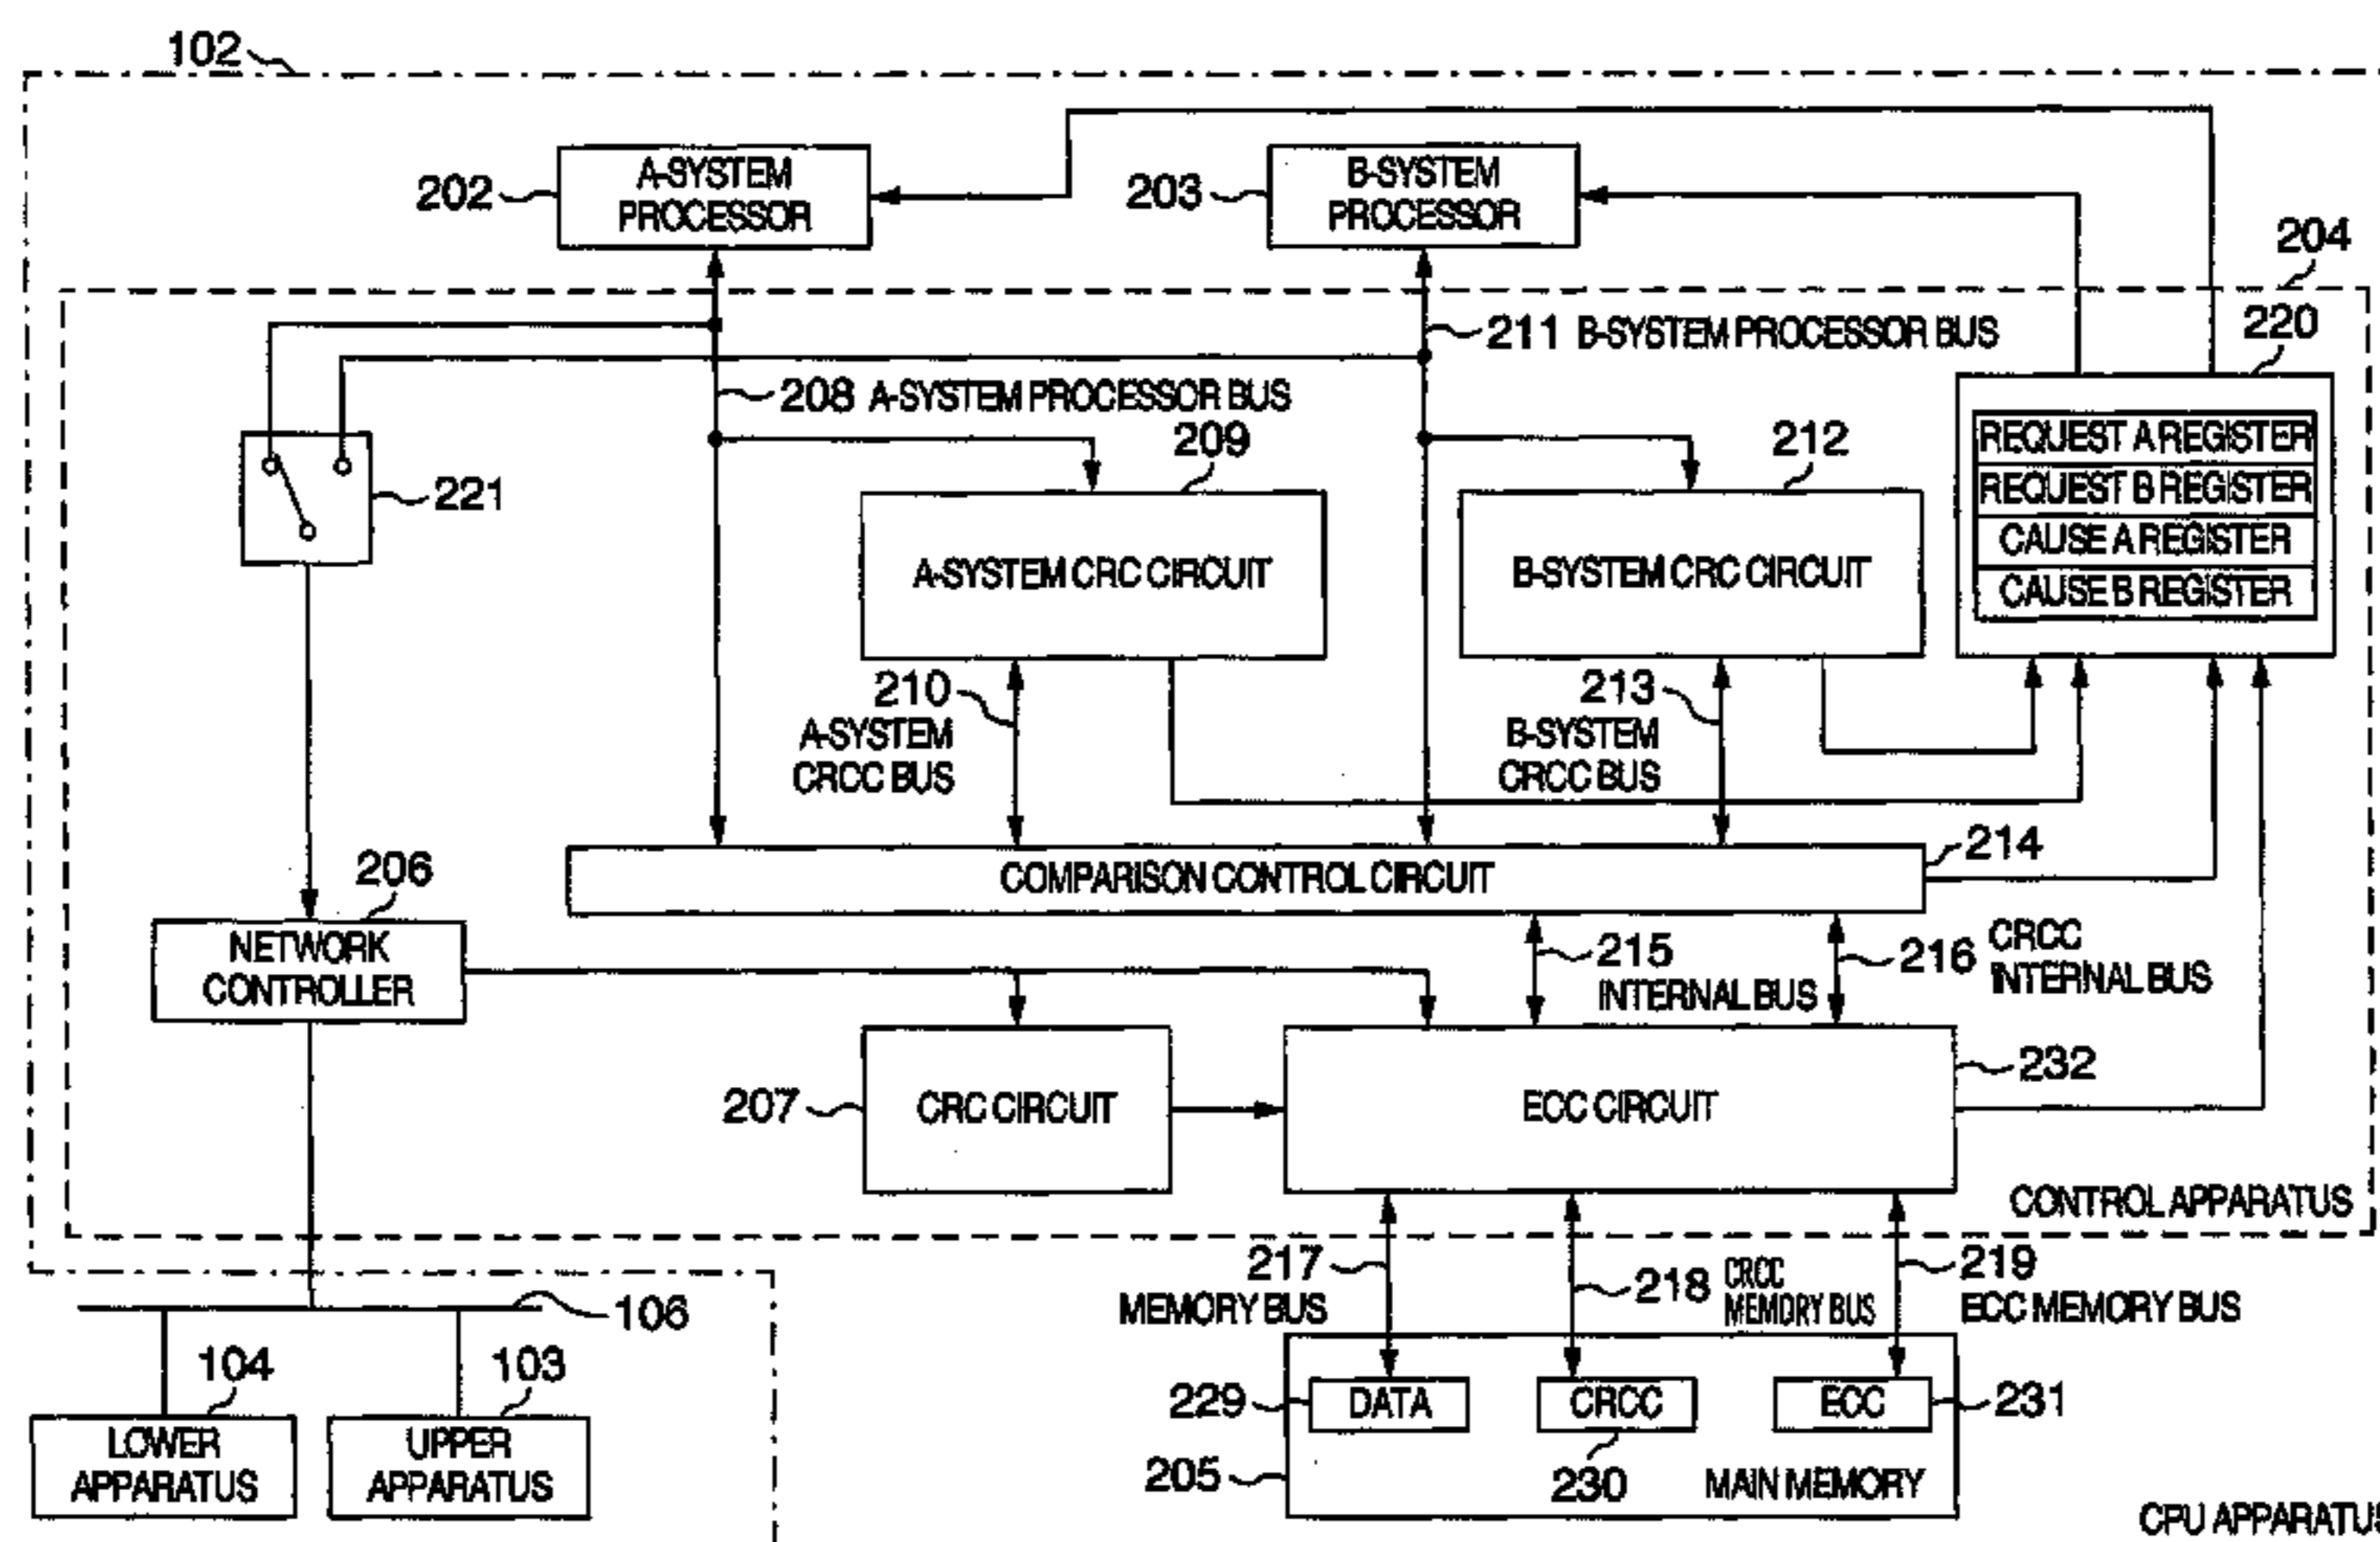 102
202
A-SYSTEM
PROCESSOR
203
B-SYSTEM
PROCESSOR
204
211 B-SYSTEM PROCESSOR BUS
220
208 A-SYSTEM PROCESSOR BUS
221
209
A-SYSTEM CRC CIRCUIT
212
B-SYSTEM CRC CIRCUIT
REQUEST A REGISTER
REQUEST B REGISTER
CAUSE A REGISTER
CAUSE B REGISTER
210
A-SYSTEM
CRCC BUS
213
B-SYSTEM
CRCC BUS
214
COMPARISON CONTROL CIRCUIT
206
NETWORK
CONTROLLER
215
INTERNAL BUS
216
CRCC
INTERNAL BUS
207
CRC CIRCUIT
ECC CIRCUIT
232
CONTROL APPARATUS
217
MEMORY BUS
218
CRCC
MEMORY BUS
219
ECC MEMORY BUS
106
104
LOWER
APPARATUS
103
UPPER
APPARATUS
229
DATA
CRCC
230
ECC
231
205
MAIN MEMORY
CPU APPARATUS